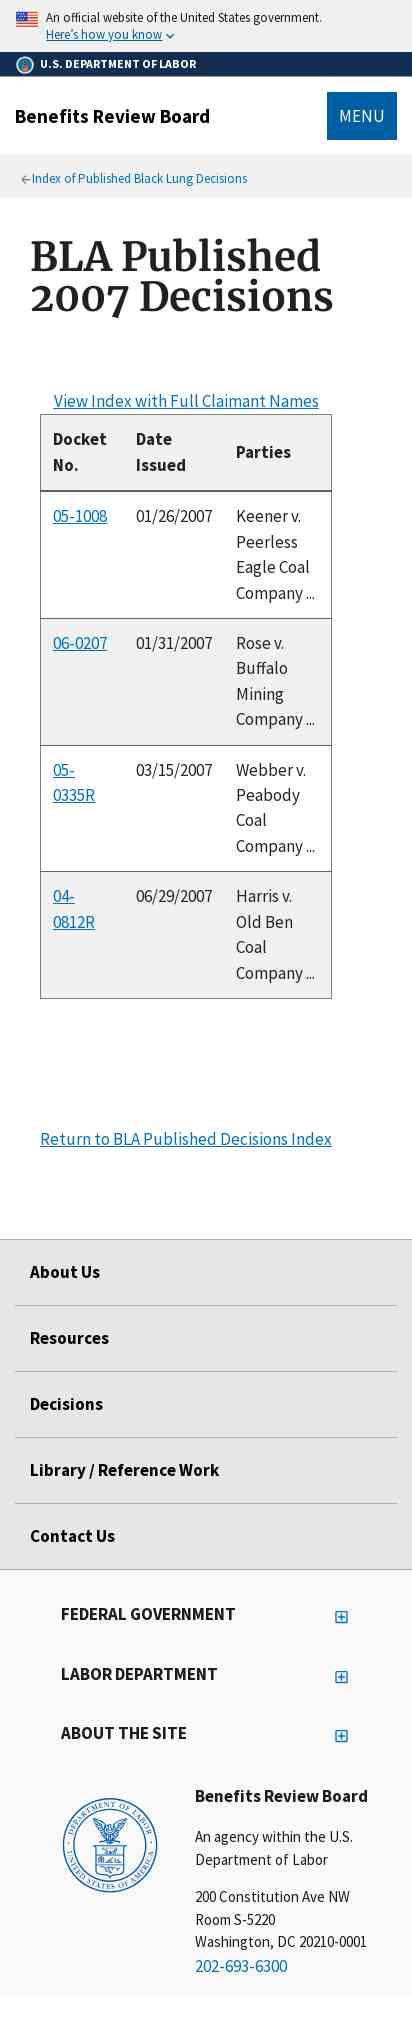 An official website of the United States government.
Here's how you know
U.S. DEPARTMENT OF LABOR
Benefits Review Board
MENU
Index of Published Black Lung Decisions
BLA Published
2007 Decisions
View Index with Full Claimant Names
Docket No. Date Issued Parties
05-1008 01/26/2007 Keener v.
Peerless
Eagle Coal
Company ...
06-0207 01/31/2007 Rose v.
Buffalo
Mining
Company ...
05- 03/15/2007 Webber v.
0335R Peabody
Coal
Company ...
04- 06/29/2007 Harris v.
0812R Old Ben
Coal
Company ...
Return to BLA Published Decisions Index
About Us
Resources
Decisions
Library / Reference Work
Contact Us
FEDERAL GOVERNMENT
LABOR DEPARTMENT
ABOUT THE SITE
DEPARTMENT OF LABOR
UNITED STATES OF AMERICA
Benefits Review Board
An agency within the U.S.
Department of Labor
200 Constitution Ave NW
Room S-5220
Washington, DC 20210-0001
202-693-6300